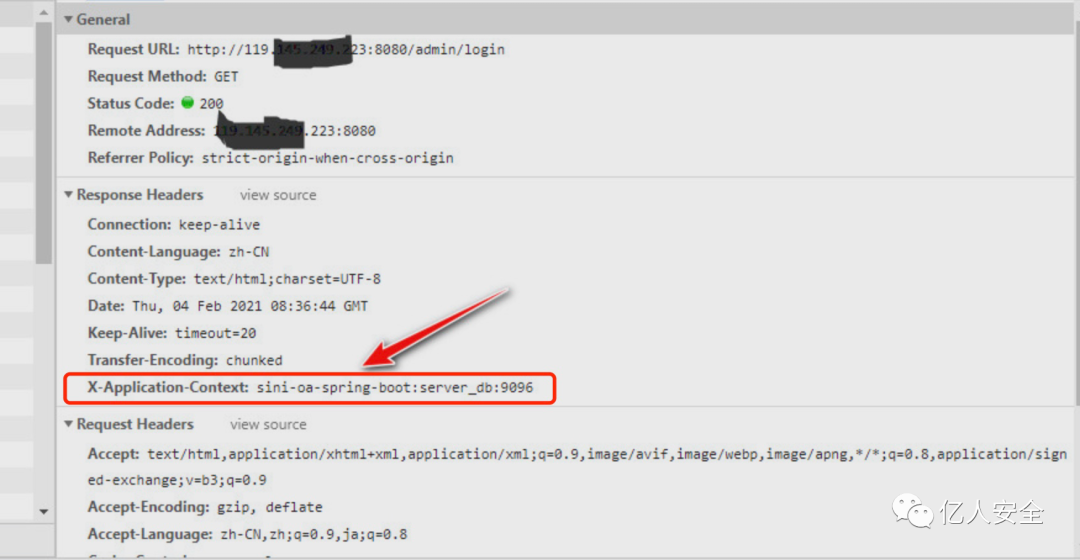 General
Request URL: http://119. 23:8080/admin/login
Request Method: GET
Status Code: 200
Remote Address: .223:8080
Referrer Policy: strict-origin-when-cross-origin
Response Headers view source
Connection: keep-alive
Content-Language: zh-CN
Content-Type: text/html;charset=UTF-8
Date: Thu, 04 Feb 2021 08:36:44 GMT
Keep-Alive: timeout=20
Transfer-Encoding: chunked
X-Application-Context: sini-oa-spring-boot:server_db:9096
Request Headers view source
Accept: text/html,application/xhtml+xml,application/xml;q=0.9,image/avif,image/webp,image/apng,*/*;q=0.8,application/sign
ed-exchange;v=b3;q=0.9
Accept-Encoding: gzip, deflate
Accept-Language: zh-CN,zh;q=0.9,ja;q=0.8
亿人安全